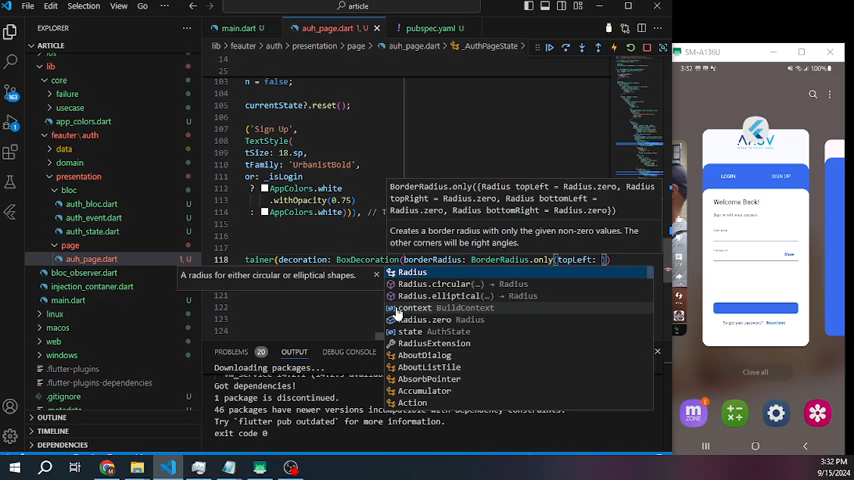 File Edit Selection View Go
article
EXPLORER
main.dart
auh_page.dart 1, U
pubspec.yaml U
ARTICLE
lib > feauter > auth > presentation > page > auh_page.dart > _AuthPageState
lib
core
failure
usecase
app_colors.dart U
feauter\auth
data
domain
presentation
bloc
auth_bloc.dart U
auth_event.dart U
auth_state.dart U
page
auh_page.dart 1, U
bloc_observer.dart U
injection_contaner.dart U
main.dart U
linux
macos
web
windows
.flutter-plugins
.flutter-plugins-dependencies
.gitignore U
OUTLINE
TIMELINE
DEPENDENCIES
14
25
103 n = false;
104
105 currentState?.reset();
106
107 ('Sign Up',
108 TextStyle(
109 tSize: 18.sp,
110 tFamily: 'UrbanistBold',
111 or: _isLogin
112 ? AppColors.white
113 .withOpacity(0.75)
114 : AppColors.white))), // T
115
116
117
118 tainer(decoration: BoxDecoration(borderRadius: BorderRadius.only(topLeft: ))
121
122
123
124
BorderRadius.only({Radius topLeft = Radius.zero, Radius
topRight = Radius.zero, Radius bottomLeft =
Radius.zero, Radius bottomRight = Radius.zero})
Creates a border radius with only the given non-zero values. The
other corners will be right angles.
A radius for either circular or elliptical shapes.
Radius
Radius.circular(…) → Radius
Radius.elliptical(…) → Radius
context BuildContext
Radius.zero Radius
state AuthState
RadiusExtension
AboutDialog
AboutListTile
AbsorbPointer
Accumulator
Action
PROBLEMS 20 OUTPUT DEBUG CONSOLE
Downloading packages...
Got dependencies!
1 package is discontinued.
46 packages have newer versions incompatible with dependency constraints.
Try `flutter pub outdated` for more information.
exit code 0
SM-A136U
3:32
100%
LOGIN SIGN UP
Welcome Back!
Show
Forgot your password?
Close all
zone
2
3:32 PM
9/15/2024